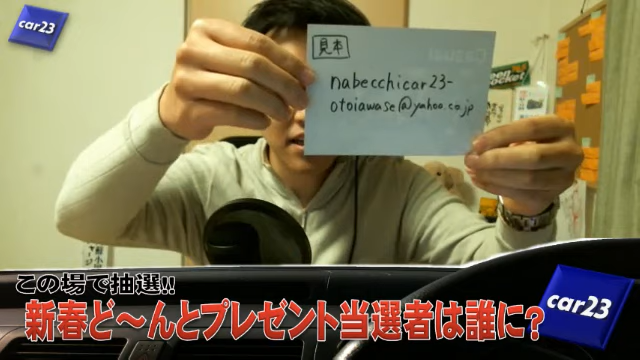 car23
見本
nabecchicar23-
otoiawase@yahoo.co.jp
この場で抽選!!
新春ど〜んとプレゼント当選者は誰に?
car23